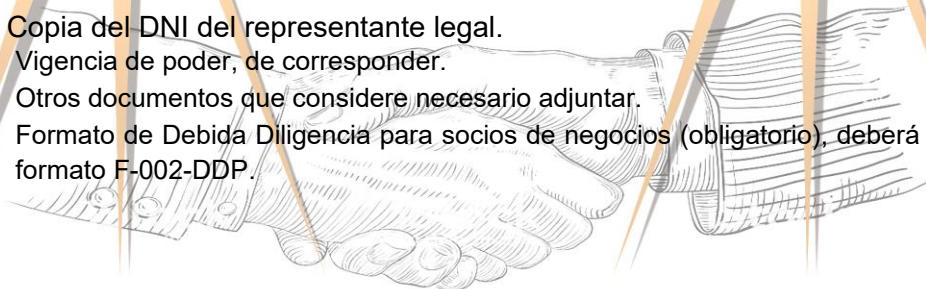 Copia del DNI del representante legal.
Vigencia de poder, de corresponder.
Otros documentos que considere necesario adjuntar.
Formato de Debida Diligencia para socios de negocios (obligatorio), deberá
formato F-002-DDP.